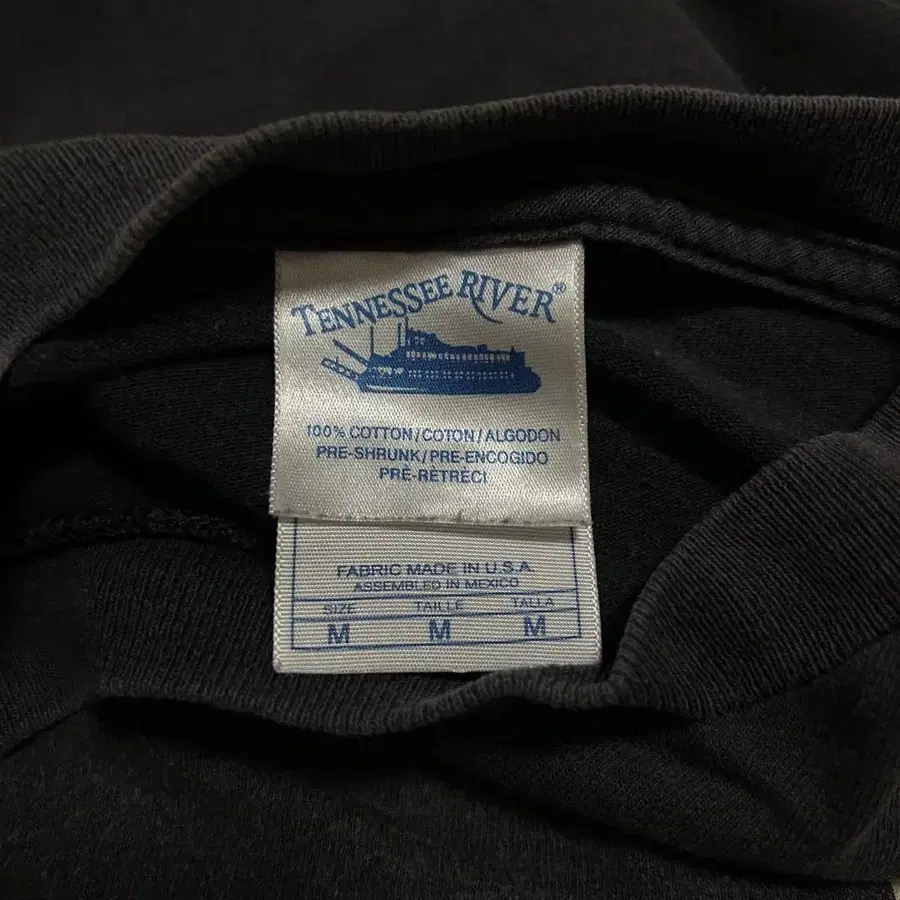 TENNESSEE RIVER®
100% COTTON/COTON/ALGODON
PRE-SHRUNK/PRE-ENCOGIDO
PRÉ-RETRÉCI
FABRIC MADE IN U.S.A.
ASSEMBLED IN MEXICO
SIZE TAILLE TALLA
M M M